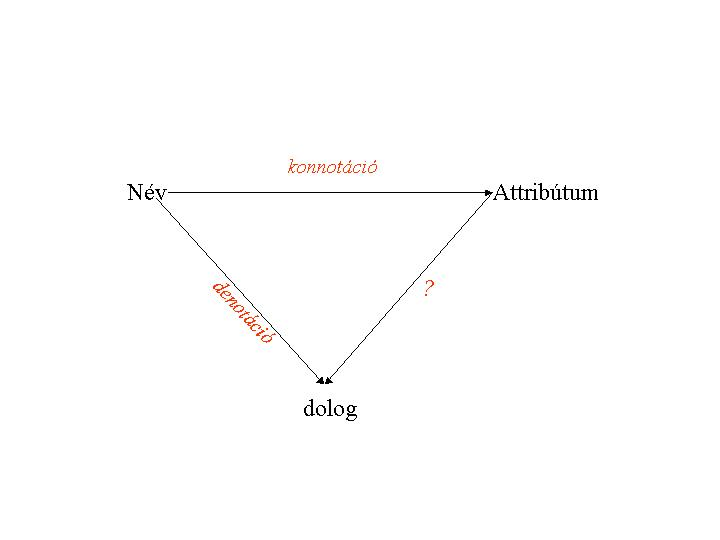 konnotáció
Név
Attribútum
denotáció
?
dolog